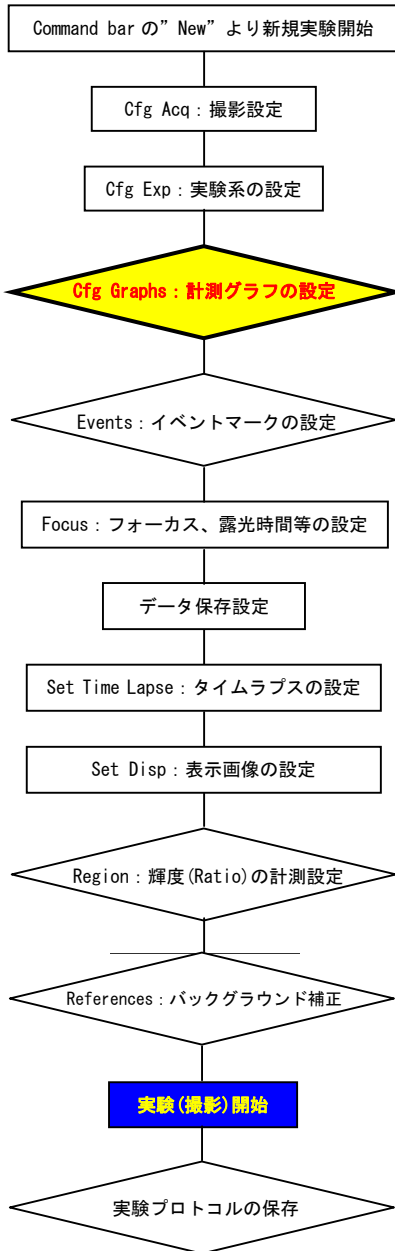 Command bar の”New”より新規実験開始
Cfg Acq：撮影設定
Cfg Exp：実験系の設定
Cfg Graphs：計測グラフの設定
Events：イベントマークの設定
Focus：フォーカス、露光時間等の設定
データ保存設定
Set Time Lapse：タイムラプスの設定
Set Disp：表示画像の設定
Region：輝度(Ratio)の計測設定
References：バックグラウンド補正
実験(撮影)開始
実験プロトコルの保存